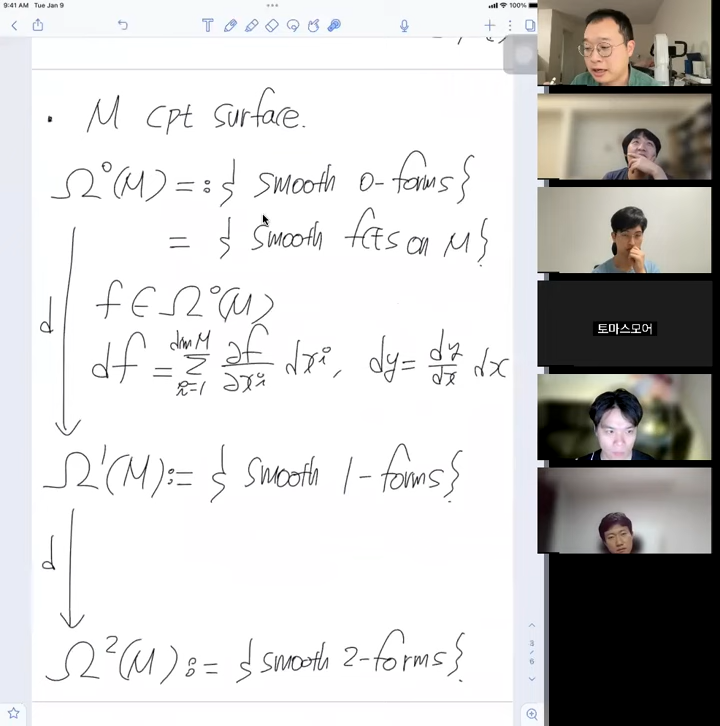 9:41 AM Tue Jan 9
100%
• M cpt surface.
Ω⁰(M) =: { smooth 0-forms }
= { smooth fcts on M }
d
f ∈ Ω⁰(M)
df = Σ_{i=1}^{dim M} ∂f/∂xⁱ dxⁱ, dy = dy/dx dx
Ω¹(M) := { smooth 1-forms }
d
Ω²(M) := { smooth 2-forms }
3
/
6
토마스모어